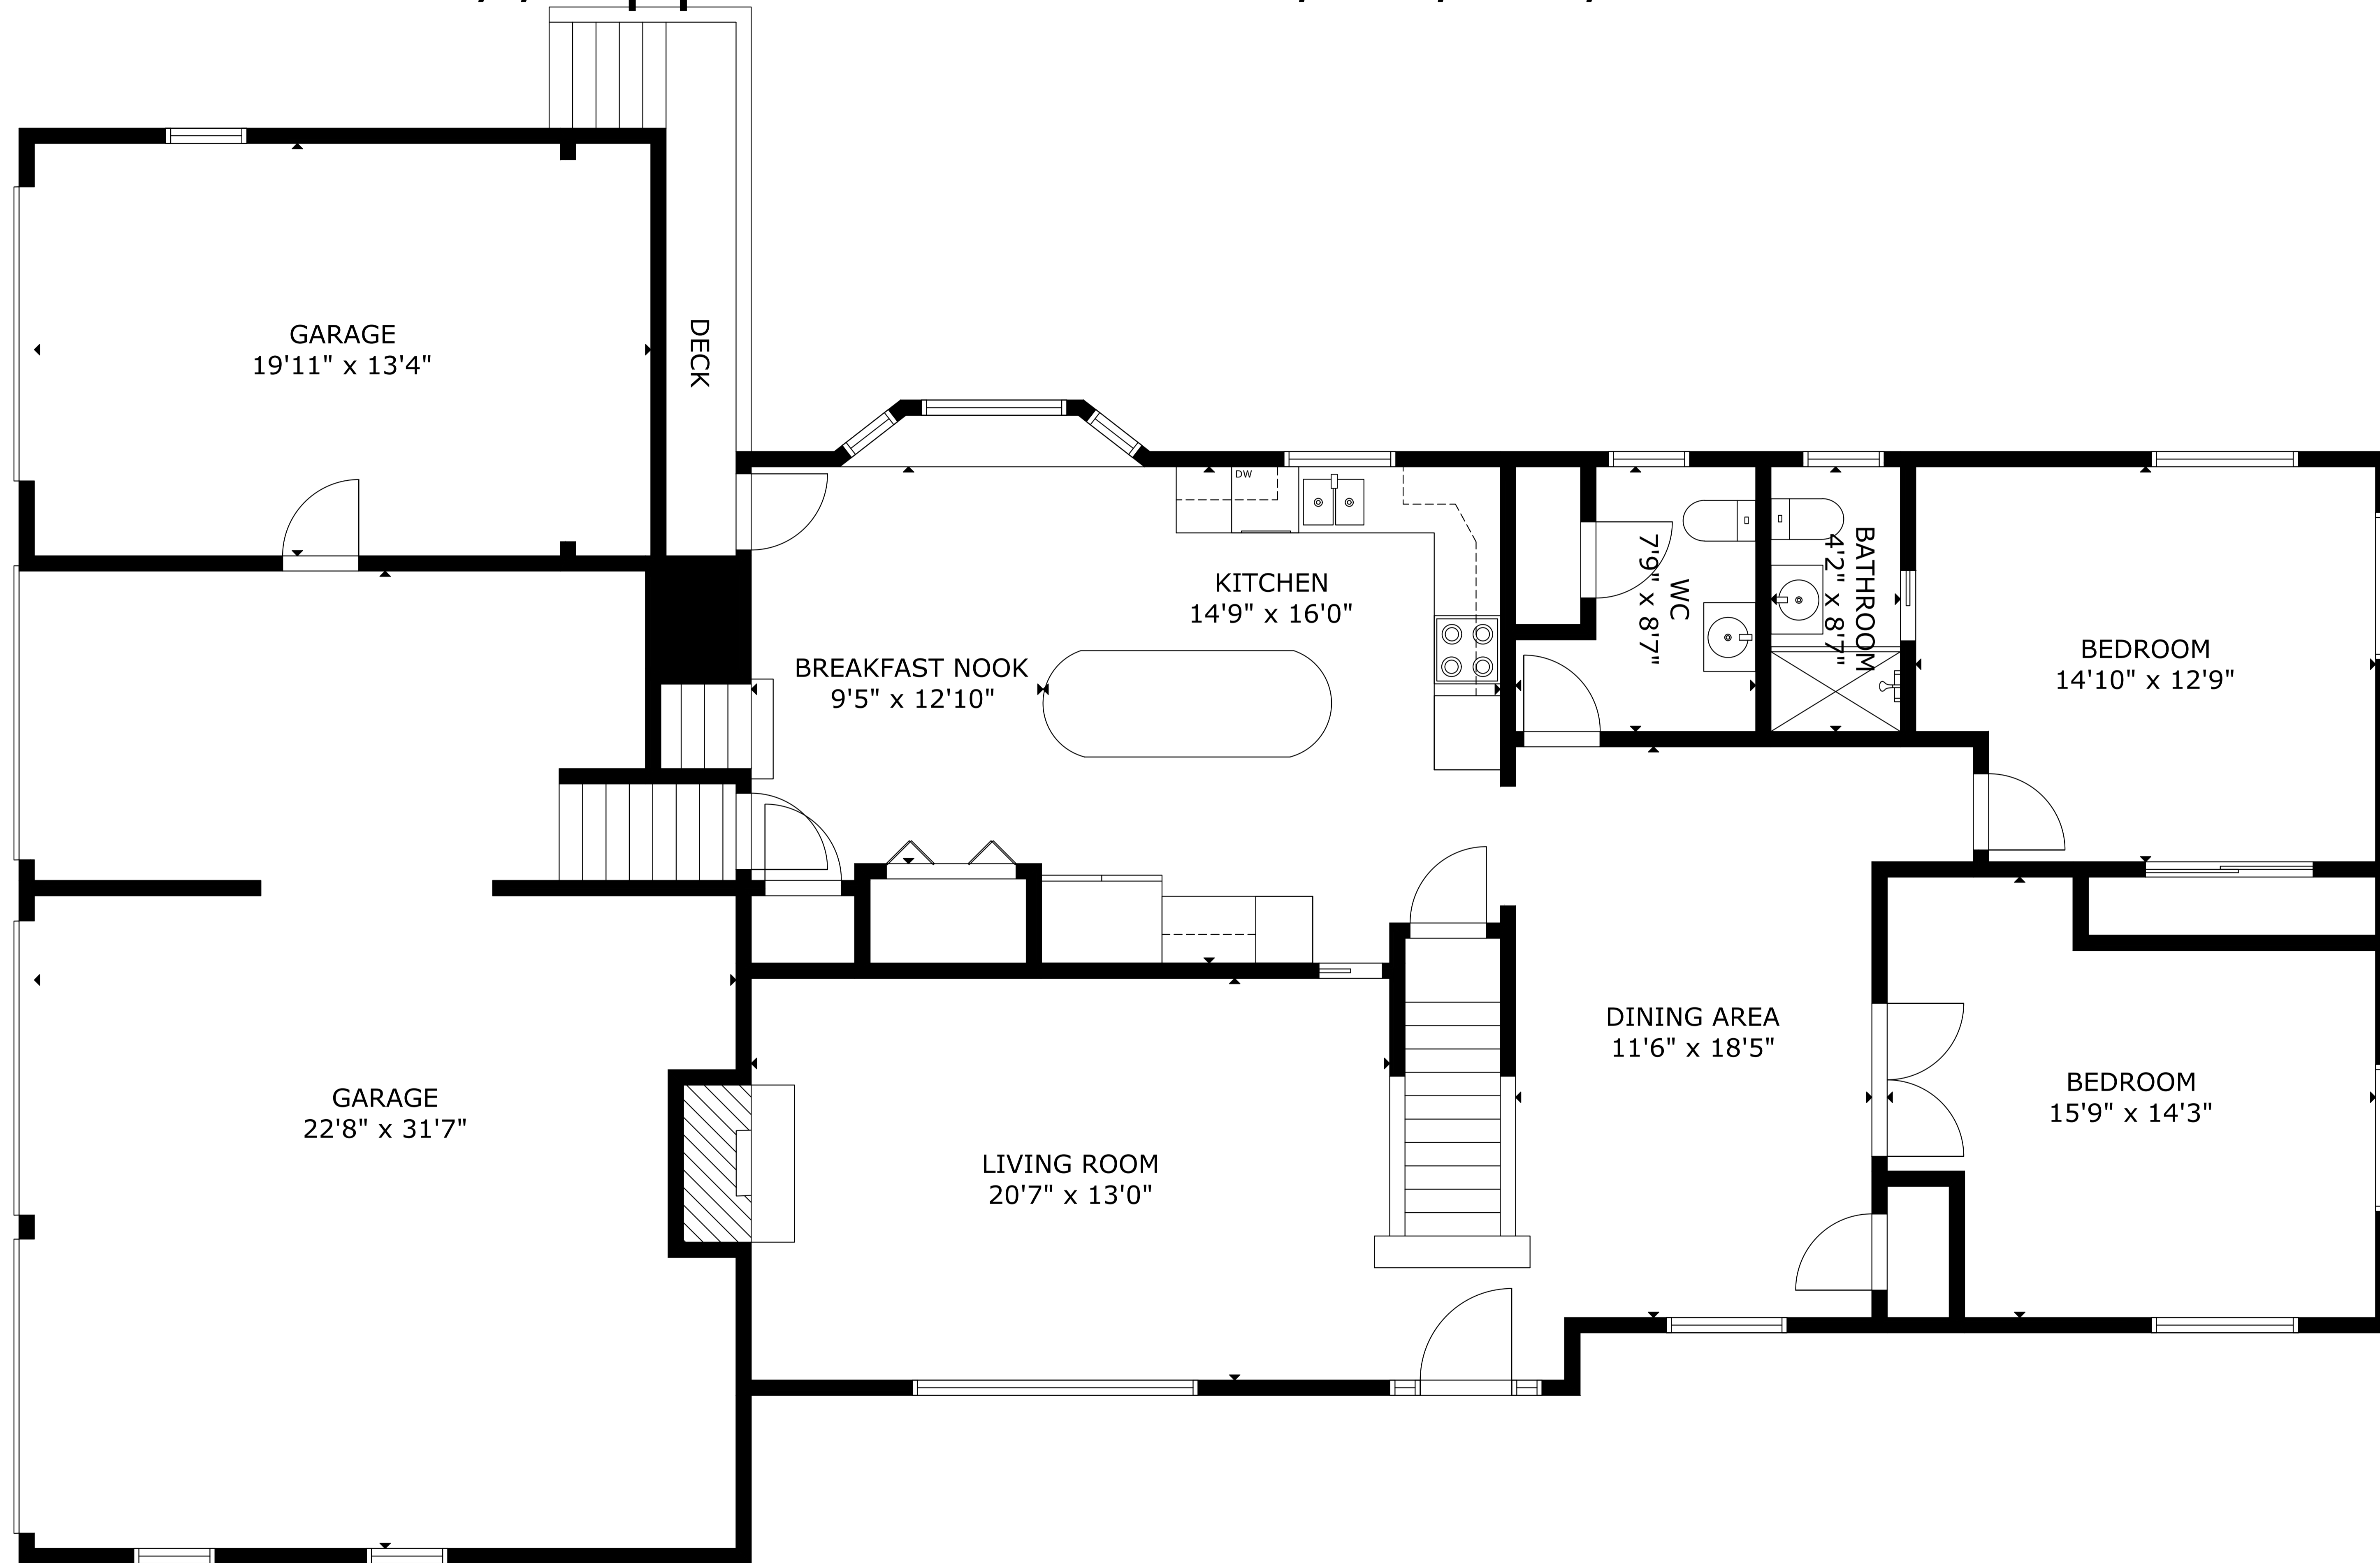 GARAGE
19'11" x 13'4"
DECK
DW
KITCHEN
14'9" x 16'0"
BREAKFAST NOOK
9'5" x 12'10"
WC
7'9" x 8'7"
BATHROOM
4'2" x 8'7"
BEDROOM
14'10" x 12'9"
GARAGE
22'8" x 31'7"
LIVING ROOM
20'7" x 13'0"
DINING AREA
11'6" x 18'5"
BEDROOM
15'9" x 14'3"